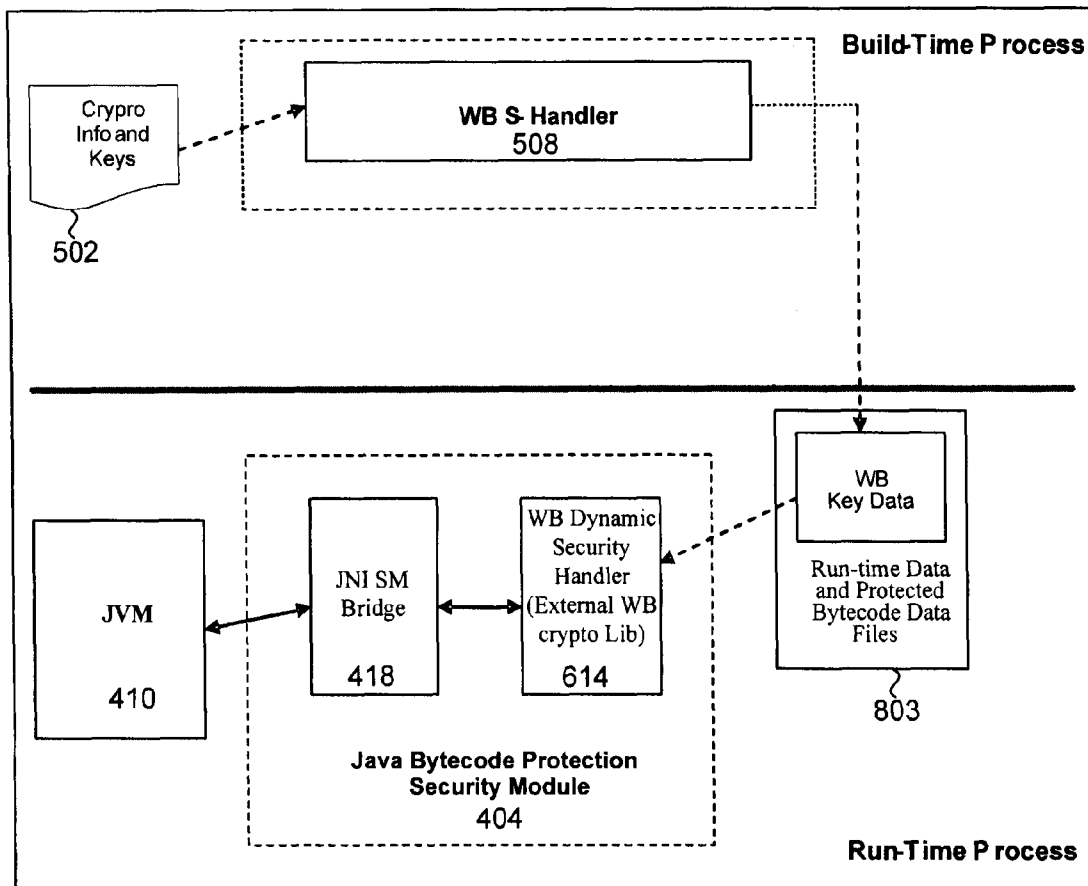 Build-Time Process
Crypro
Info and
Keys
502
WB S- Handler
508
JVM
410
JNI SM
Bridge
418
WB Dynamic
Security
Handler
(External WB
crypto Lib)
614
WB
Key Data
Run-time Data
and Protected
Bytecode Data
Files
803
Java Bytecode Protection
Security Module
404
Run-Time Process